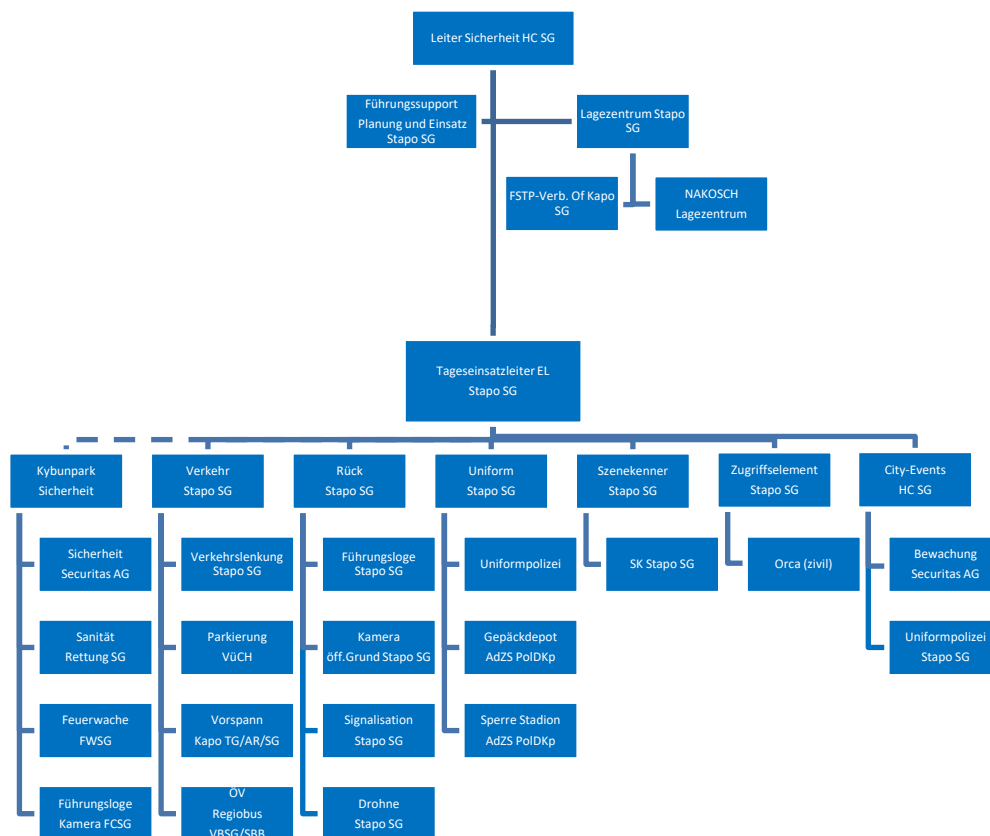 Leiter Sicherheit HC SG
Führungssupport
Planung und Einsatz
Stapo SG
Lagezentrum Stapo
SG
FSTP-Verb. Of Kapo
SG
NAKOSCH
Lagezentrum
Tageseinsatzleiter EL
Stapo SG
Kybunpark
Sicherheit
Verkehr
Stapo SG
Rück
Stapo SG
Uniform
Stapo SG
Szenekenner
Stapo SG
Zugriffselement
Stapo SG
City-Events
HC SG
Sicherheit
Securitas AG
Verkehrslenkung
Stapo SG
Führungsloge
Stapo SG
Uniformpolizei
SK Stapo SG
Orca (zivil)
Bewachung
Securitas AG
Sanität
Rettung SG
Parkierung
VüCH
Kamera
öff.Grund Stapo SG
Gepäckdepot
AdZS PolDKp
Uniformpolizei
Stapo SG
Feuerwache
FWSG
Vorspann
Kapo TG/AR/SG
Signalisation
Stapo SG
Sperre Stadion
AdZS PolDKp
Führungsloge
Kamera FCSG
ÖV
Regiobus
VBSG/SBB
Drohne
Stapo SG